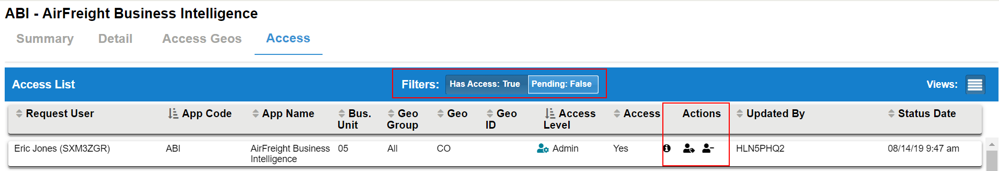 ABI - AirFreight Business Intelligence
Summary Detail Access Geos Access
Access List Filters: Has Access: True Pending: False Views:
Request User App Code App Name Bus. Unit Geo Group Geo Geo ID Access Level Access Actions Updated By Status Date
Eric Jones (SXM3ZGR) ABI AirFreight Business Intelligence 05 All CO Admin Yes HLN5PHQ2 08/14/19 9:47 am